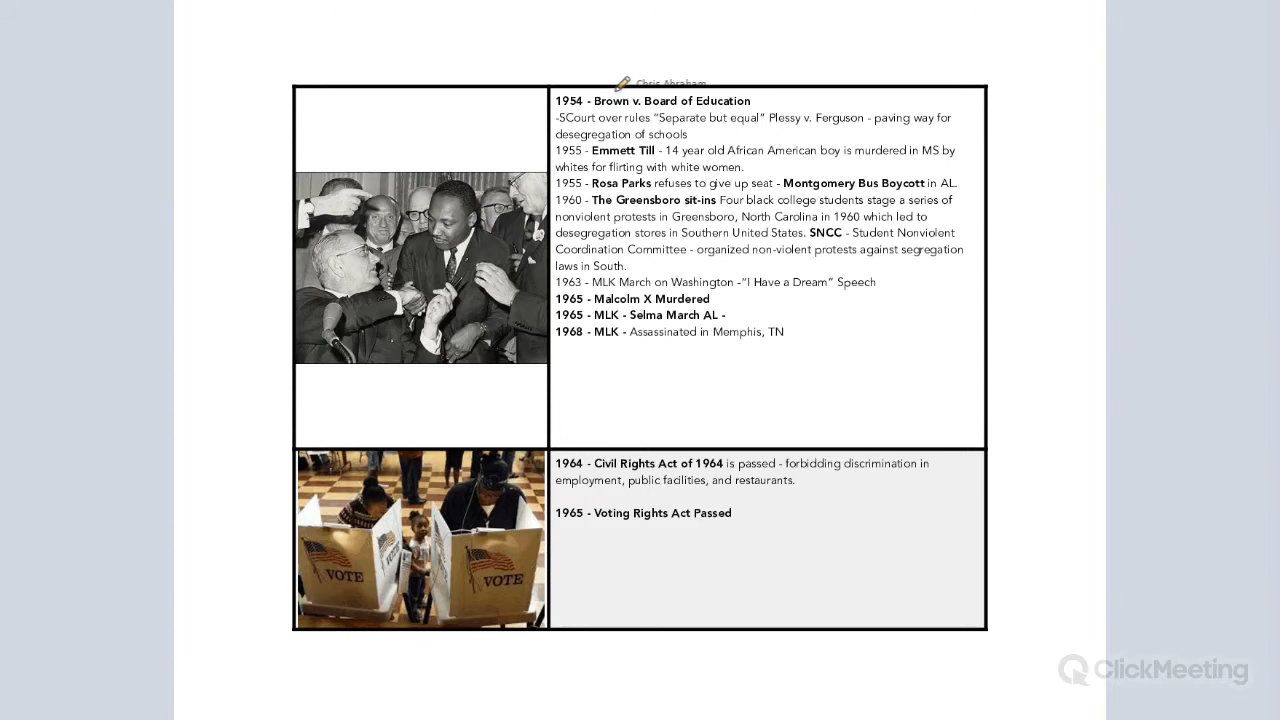 Chris Abraham
1954 - Brown v. Board of Education
-SCourt over rules “Separate but equal” Plessy v. Ferguson - paving way for
desegregation of schools
1955 - Emmett Till - 14 year old African American boy is murdered in MS by
whites for flirting with white women.
1955 - Rosa Parks refuses to give up seat - Montgomery Bus Boycott in AL.
1960 - The Greensboro sit-ins Four black college students stage a series of
nonviolent protests in Greensboro, North Carolina in 1960 which led to
desegregation stores in Southern United States. SNCC - Student Nonviolent
Coordination Committee - organized non-violent protests against segregation
laws in South.
1963 - MLK March on Washington -“I Have a Dream” Speech
1965 - Malcolm X Murdered
1965 - MLK - Selma March AL -
1968 - MLK - Assassinated in Memphis, TN
1964 - Civil Rights Act of 1964 is passed - forbidding discrimination in
employment, public facilities, and restaurants.
1965 - Voting Rights Act Passed
VOTE
VOTE
ClickMeeting